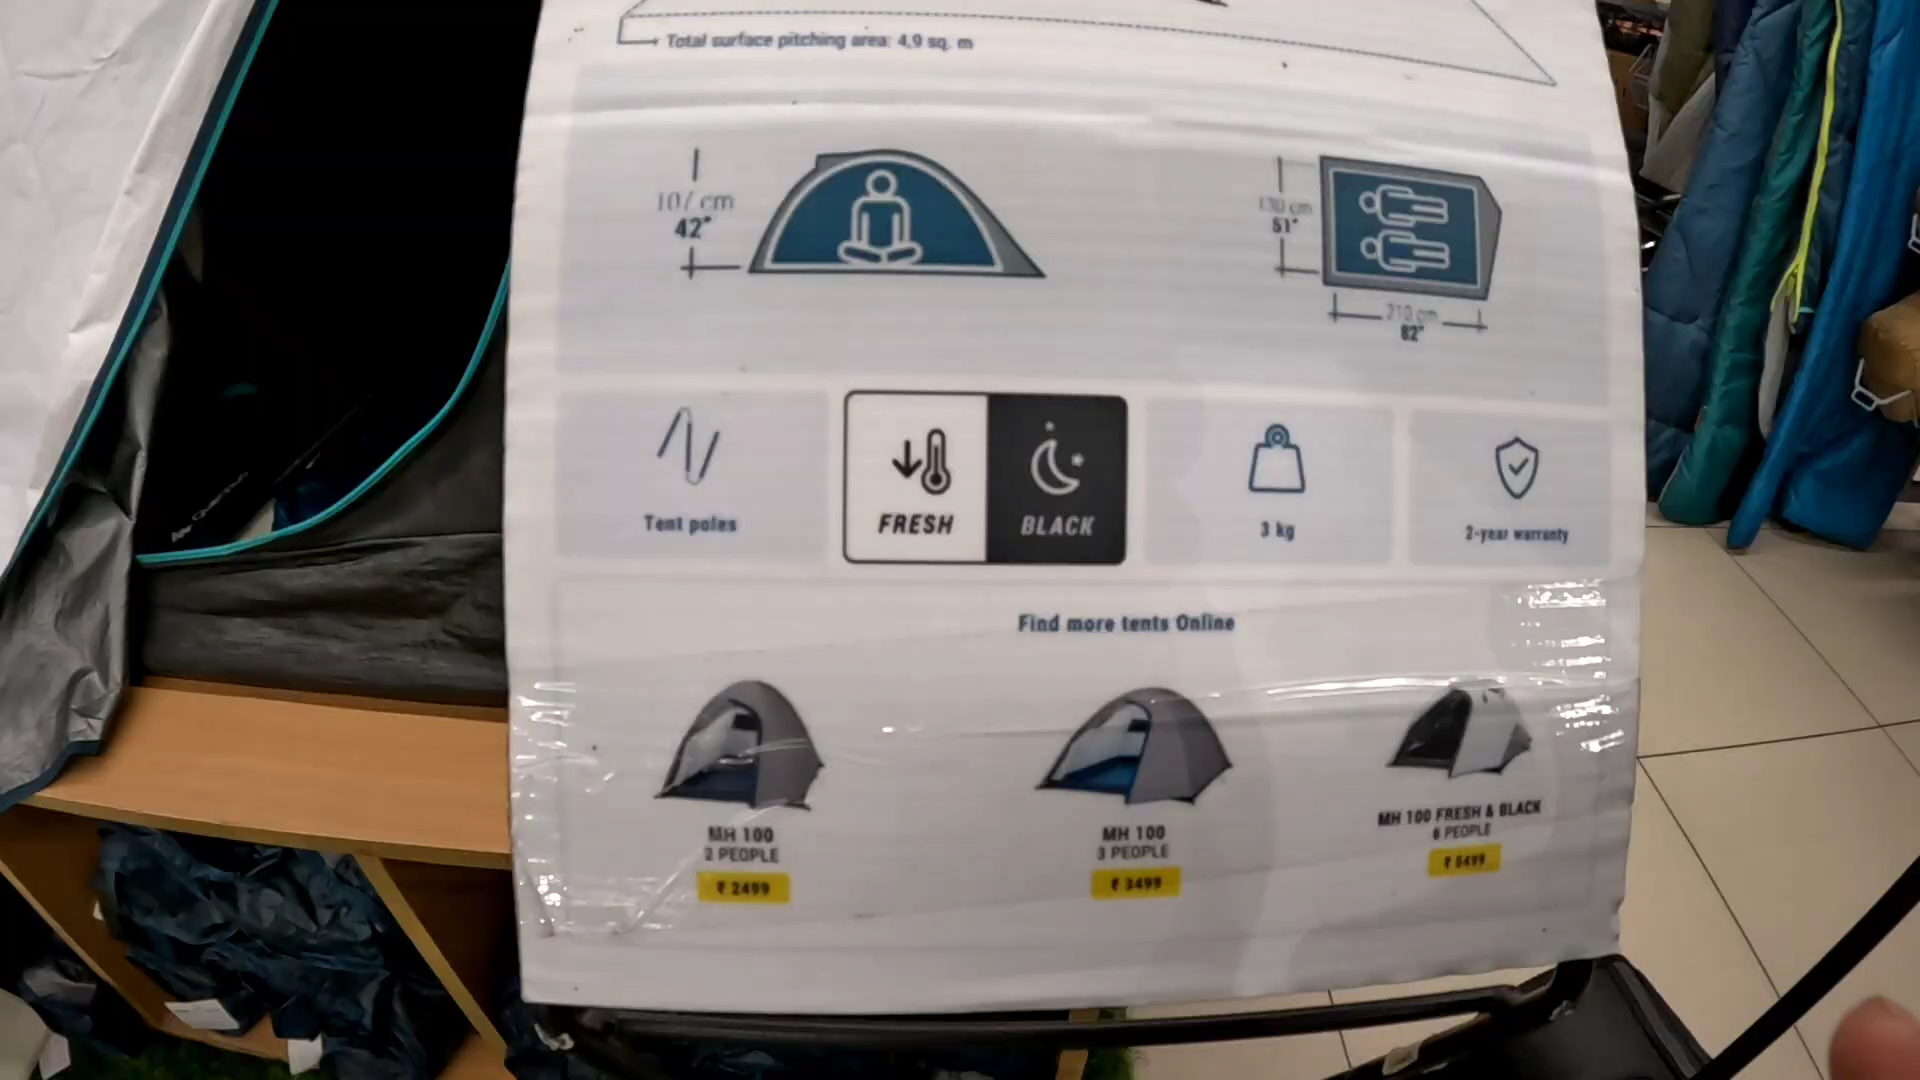 Total surface pitching area: 4,9 sq. m
107 cm
42"
130 cm
51"
210 cm
82"
Tent poles
FRESH
BLACK
3 kg
2-year warranty
Find more tents Online
MH 100
2 PEOPLE
₹ 2499
MH 100
3 PEOPLE
₹ 3499
MH 100 FRESH & BLACK
PEOPLE